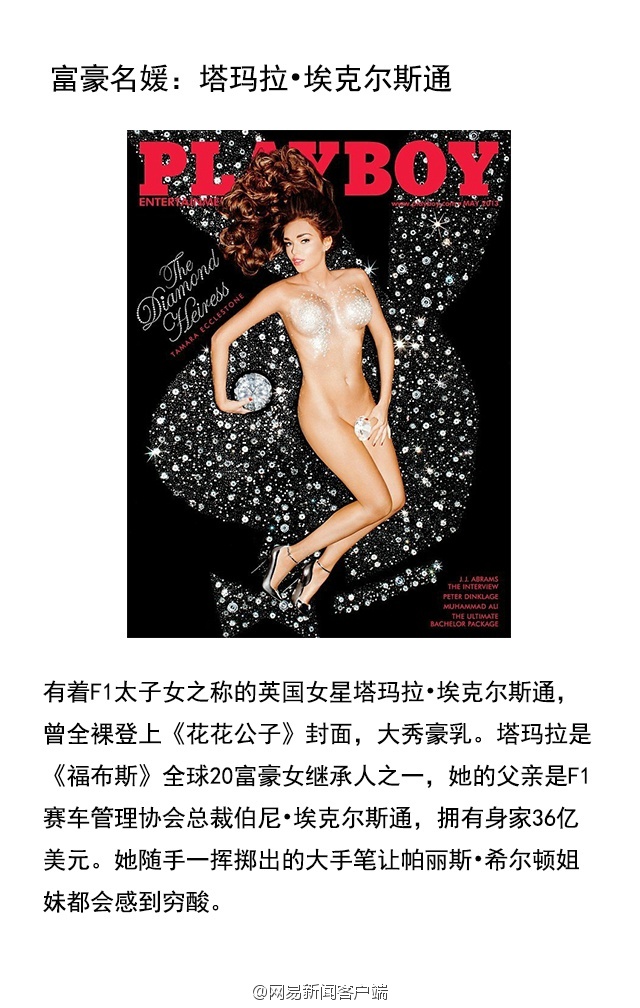 富豪名媛：塔玛拉•埃克尔斯通
PLAYBOY
www.playboy.com • MAY 2013
The
Diamond
Heiress
TAMARA ECCLESTONE
J.J. ABRAMS
THE INTERVIEW
PETER DINKLAGE
MUHAMMAD ALI
THE ULTIMATE
BACHELOR PACKAGE
有着F1太子女之称的英国女星塔玛拉•埃克尔斯通，
曾全裸登上《花花公子》封面，大秀豪乳。塔玛拉是
《福布斯》全球20富豪女继承人之一，她的父亲是F1
赛车管理协会总裁伯尼•埃克尔斯通，拥有身家36亿
美元。她随手一挥掷出的大手笔让帕丽斯•希尔顿姐
妹都会感到穷酸。
@网易新闻客户端